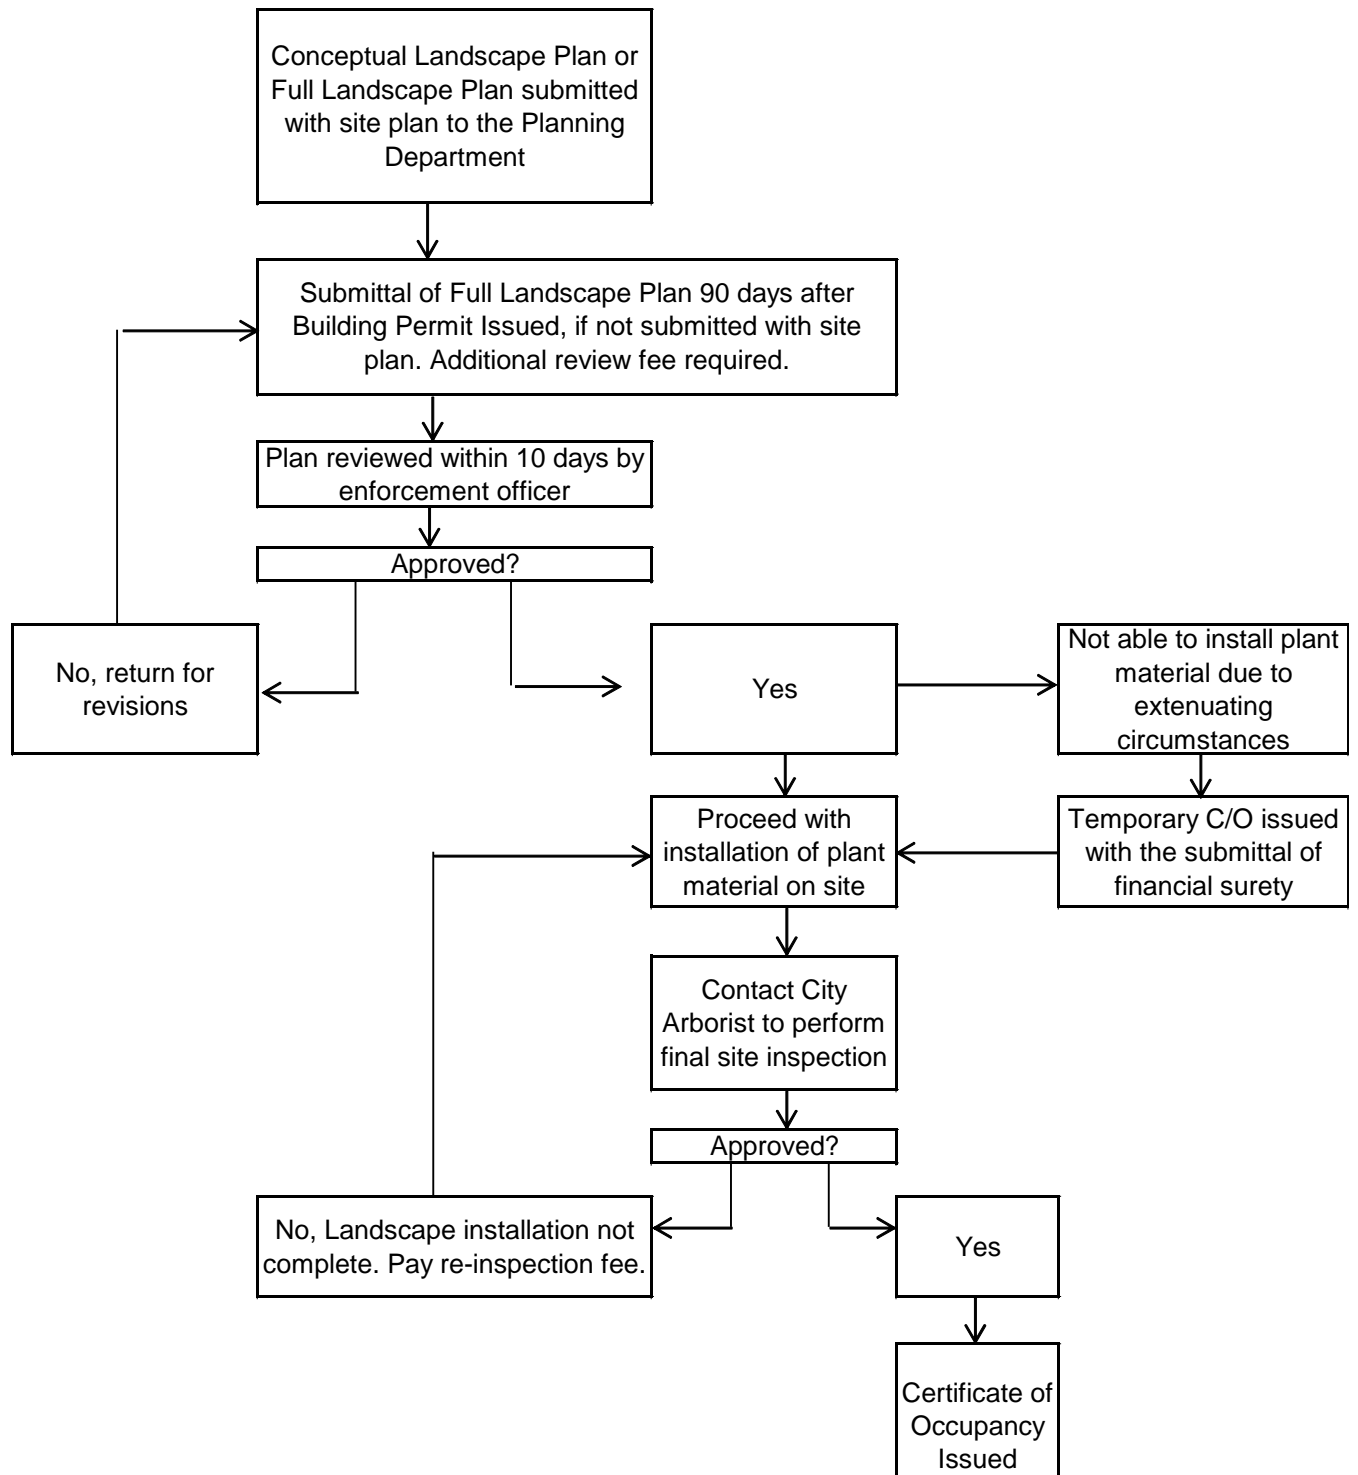 Conceptual Landscape Plan or
Full Landscape Plan submitted
with site plan to the Planning
Department
Submittal of Full Landscape Plan 90 days after
Building Permit Issued, if not submitted with site
plan. Additional review fee required.
Plan reviewed within 10 days by
enforcement officer
Approved?
No, return for
revisions
Yes
Not able to install plant
material due to
extenuating
circumstances
Proceed with
installation of plant
material on site
Temporary C/O issued
with the submittal of
financial surety
Contact City
Arborist to perform
final site inspection
Approved?
No, Landscape installation not
complete. Pay re-inspection fee.
Yes
Certificate of
Occupancy
Issued